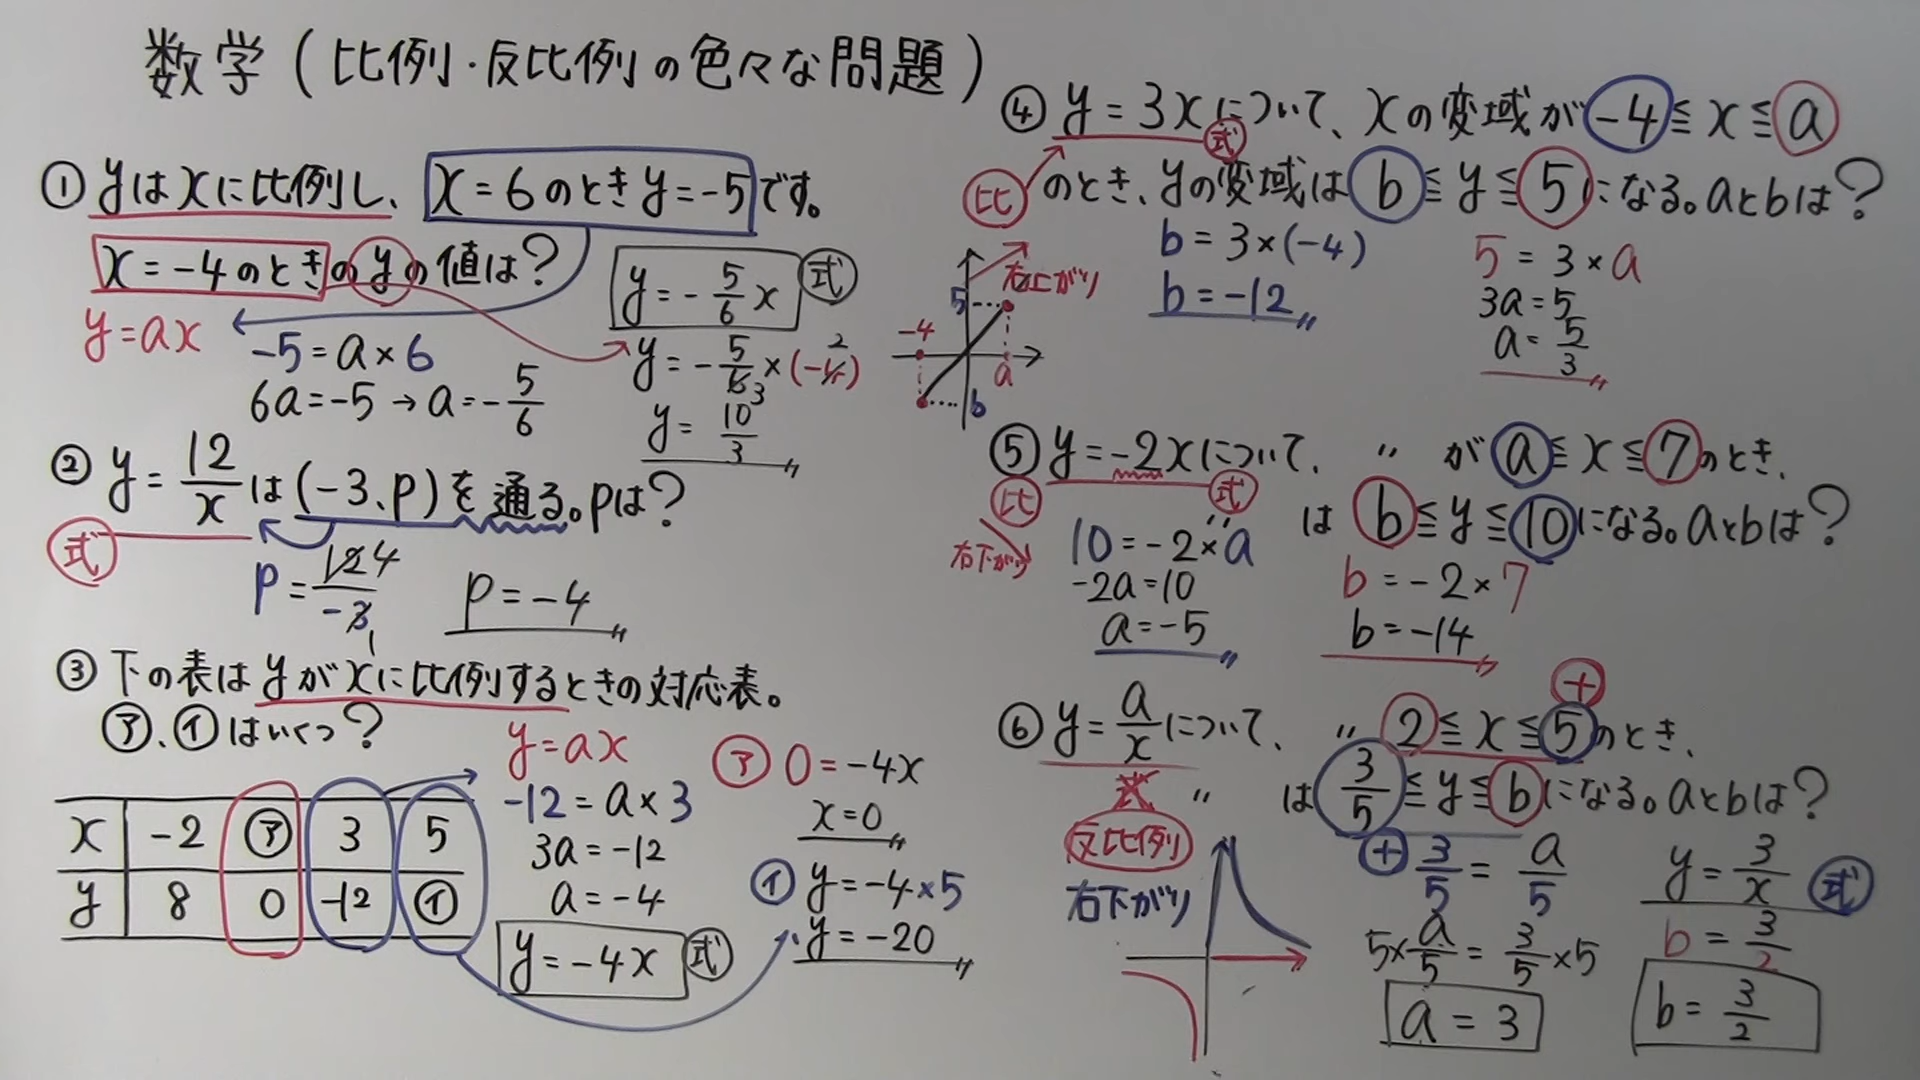 数学(比例・反比例の色々な問題)
① yはxに比例し、x=6のときy=-5です。
x=-4のときのyの値は?
y=ax
-5=a×6
6a=-5→a=-5/6
y=-5/6x 式
y=-5/6×(-4) 3 2
y=10/3
② y=12/xは(-3、p)を通る。pは?
式
p=12/-3 4 1
p=-4
③ 下の表はyがxに比例するときの対応表。
㋐、㋑はいくつ?
x -2 ㋐ 3 5
y 8 0 -12 ㋑
y=ax
-12=a×3
3a=-12
a=-4
y=-4x 式
㋐ 0=-4x
x=0
㋑ y=-4×5
y=-20
④ y=3xについて、xの変域が-4≦x≦a
式
比 のとき、yの変域はb≦y≦5になる。aとbは?
右上がり
5
-4 a
b
b=3×(-4)
b=-12
5=3×a
3a=5
a=5/3
⑤ y=-2xについて、 〃 がa≦x≦7のとき、
比 式
右下がり
〃 はb≦y≦10になる。aとbは?
10=-2×a
-2a=10
a=-5
b=-2×7
b=-14
⑥ y=a/xについて、 〃 2≦x≦5のとき、
+
式 〃 は3/5≦y≦bになる。aとbは?
反比例
右下がり
+
3/5=a/5
5×a/5=3/5×5
a=3
y=3/x 式
b=3/2
b=3/2